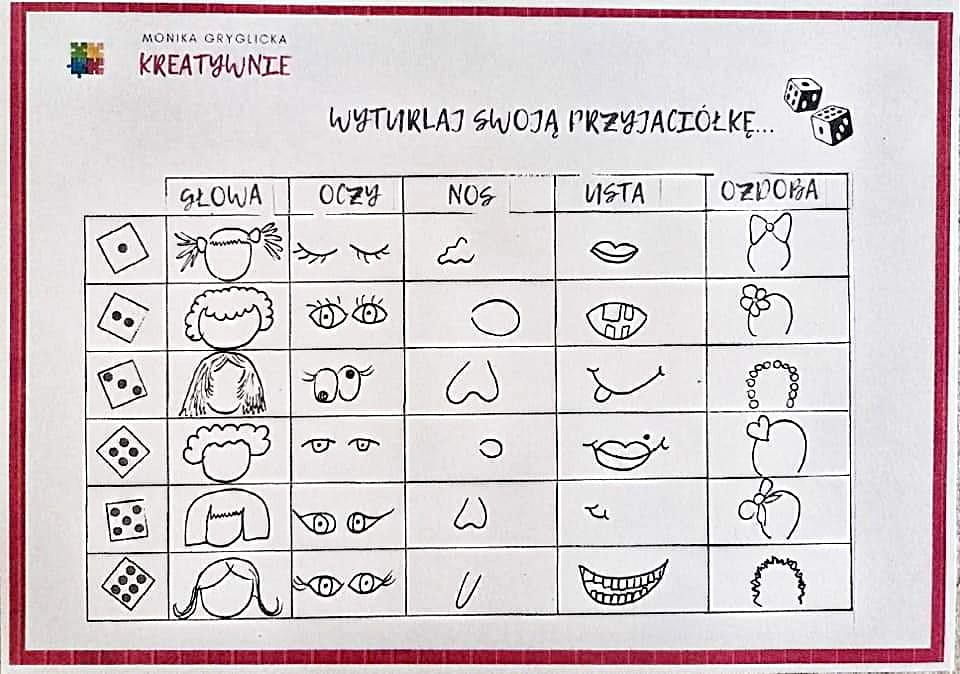 MONIKA GRYGLICKA
KREATYWNIE
WYTURLAJ SWOJĄ PRZYJACIÓŁKĘ...
GŁOWA OCZY NOS USTA OZDOBA